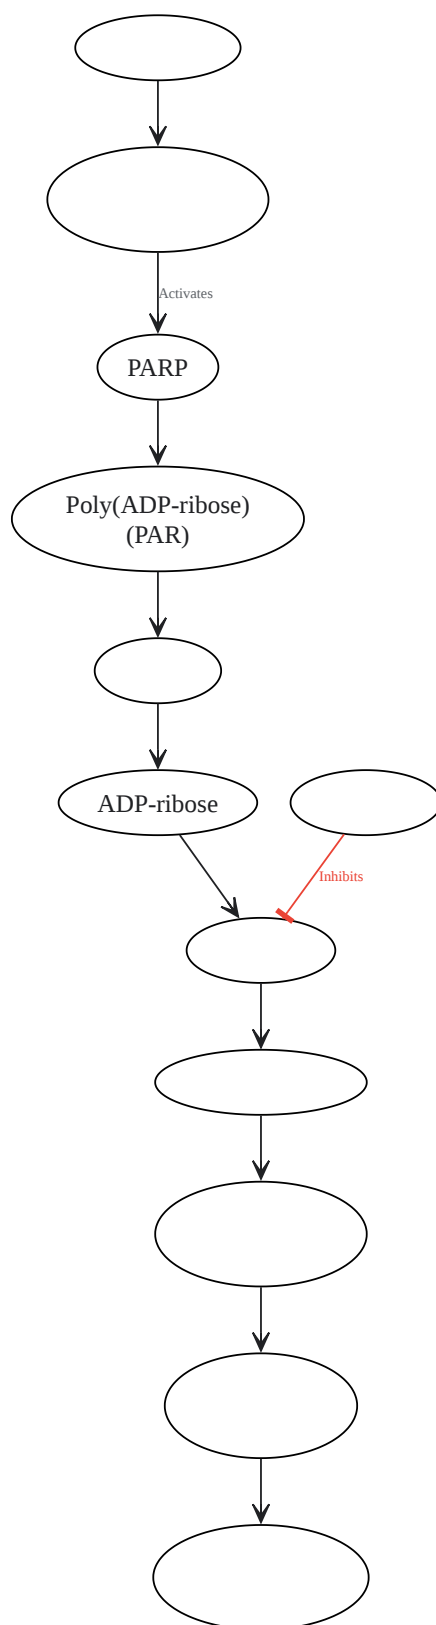 Activates
PARP
Poly(ADP-ribose)
(PAR)
ADP-ribose
Inhibits